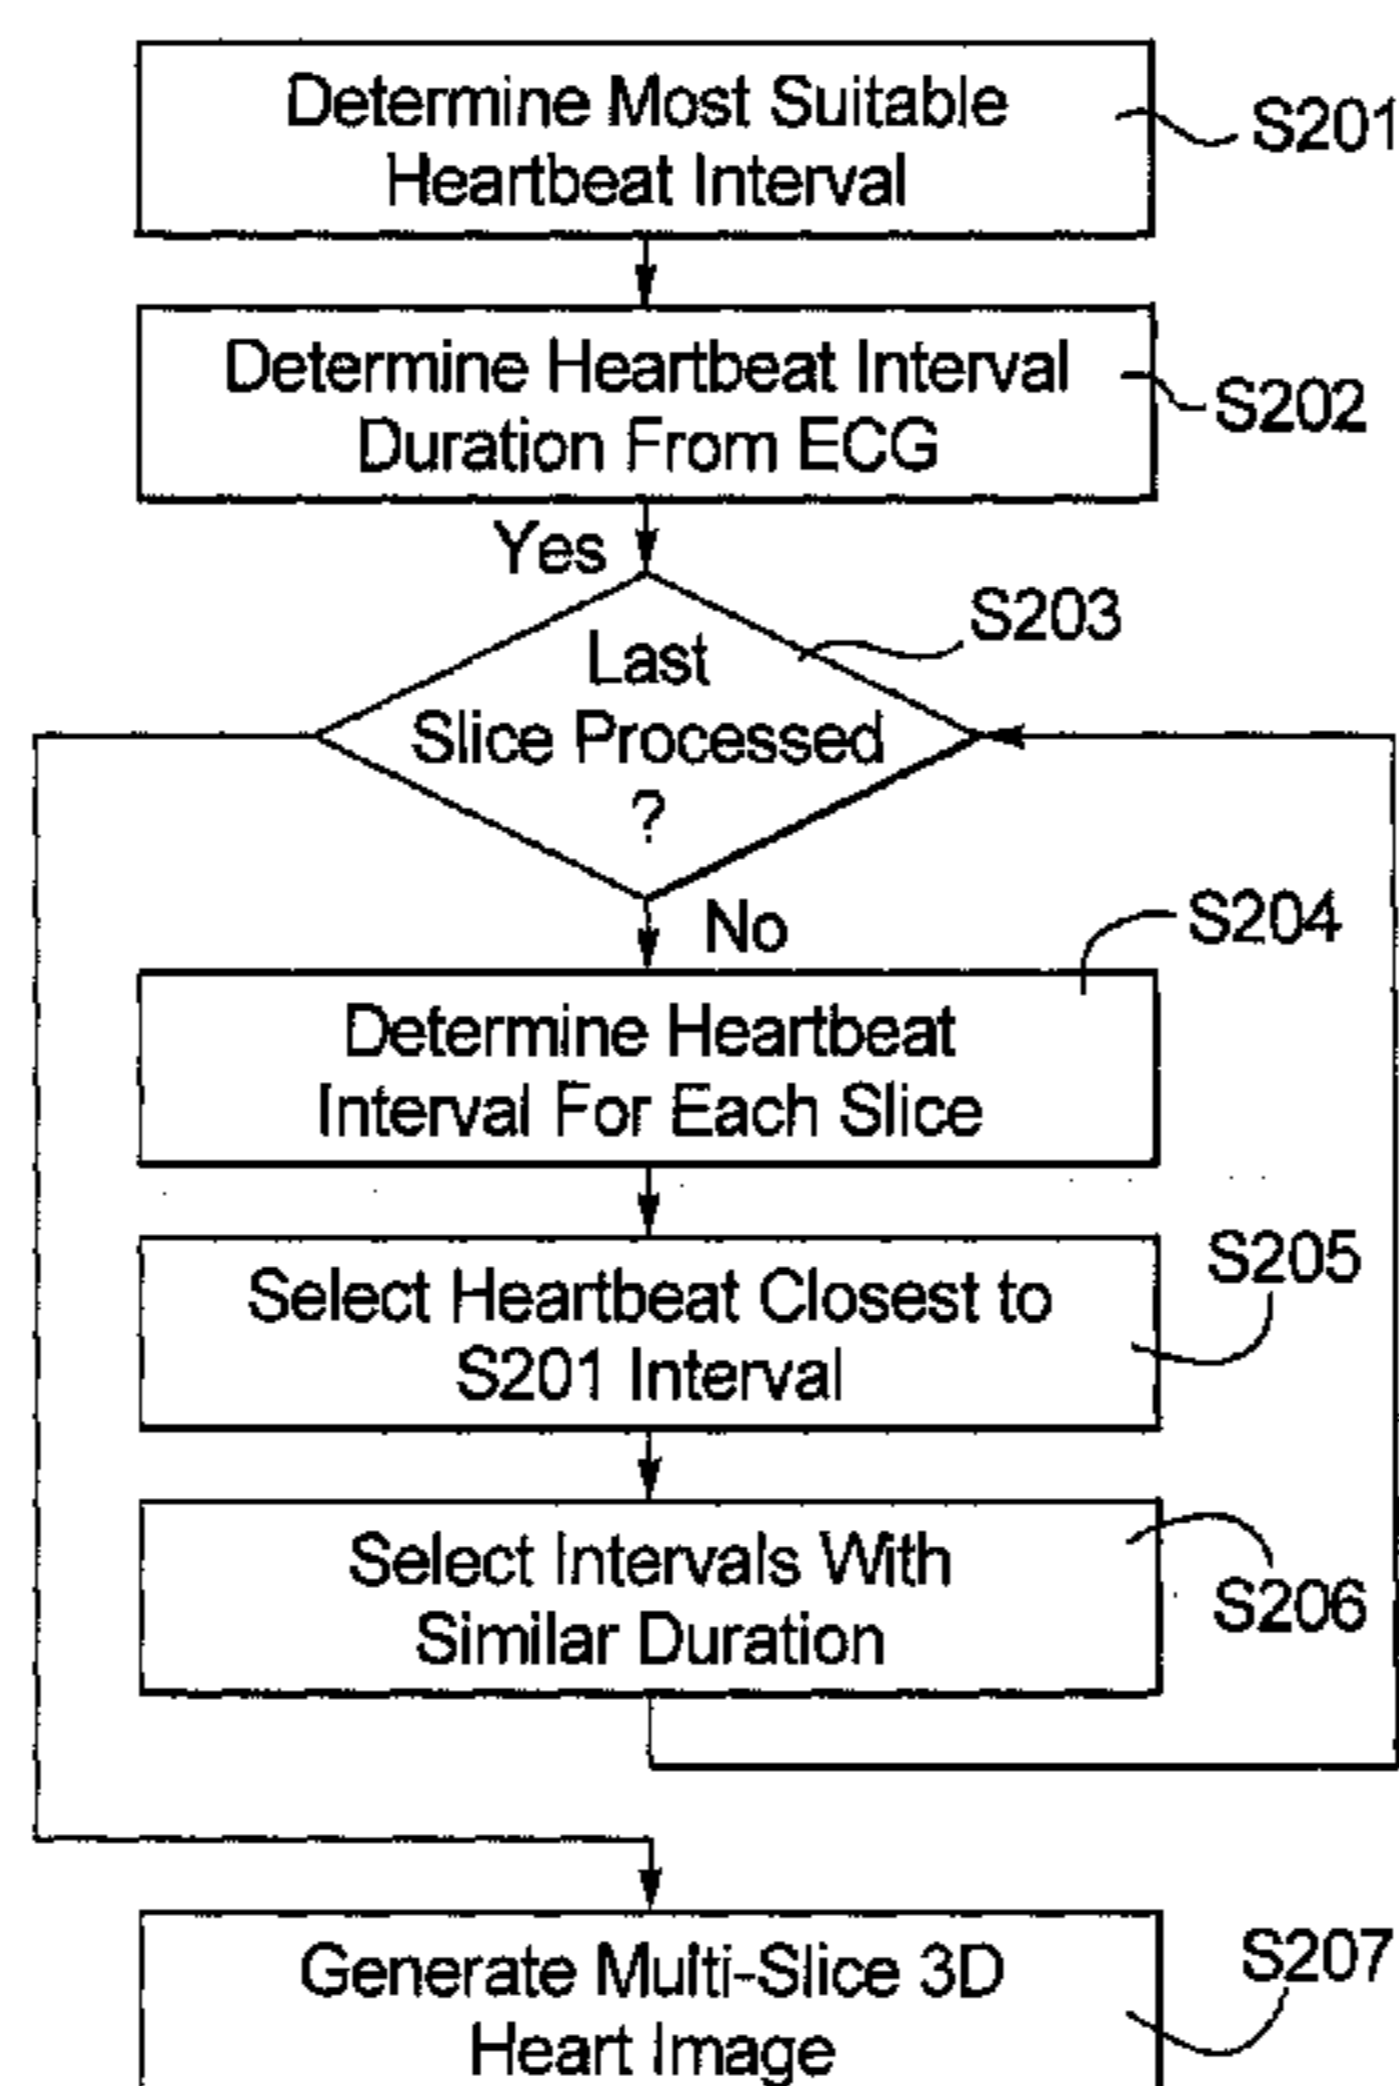 Determine Most Suitable
Heartbeat Interval
S201
Determine Heartbeat Interval
Duration From ECG
S202
Yes
Last
Slice Processed
?
S203
No
S204
Determine Heartbeat
Interval For Each Slice
Select Heartbeat Closest to
S201 Interval
S205
Select Intervals With
Similar Duration
S206
Generate Multi-Slice 3D
Heart Image
S207